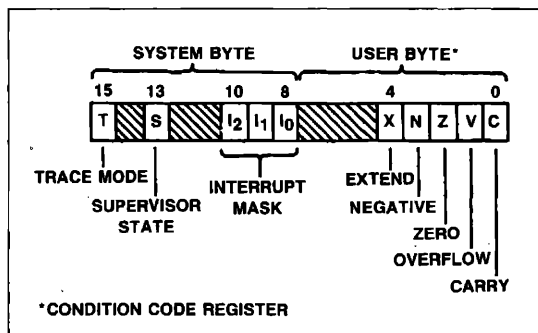 SYSTEM BYTE USER BYTE*
15 13 10 8 4 0
T S I2 I1 I0 X N Z V C
TRACE MODE INTERRUPT MASK EXTEND
SUPERVISOR STATE NEGATIVE
ZERO
OVERFLOW
CARRY
*CONDITION CODE REGISTER